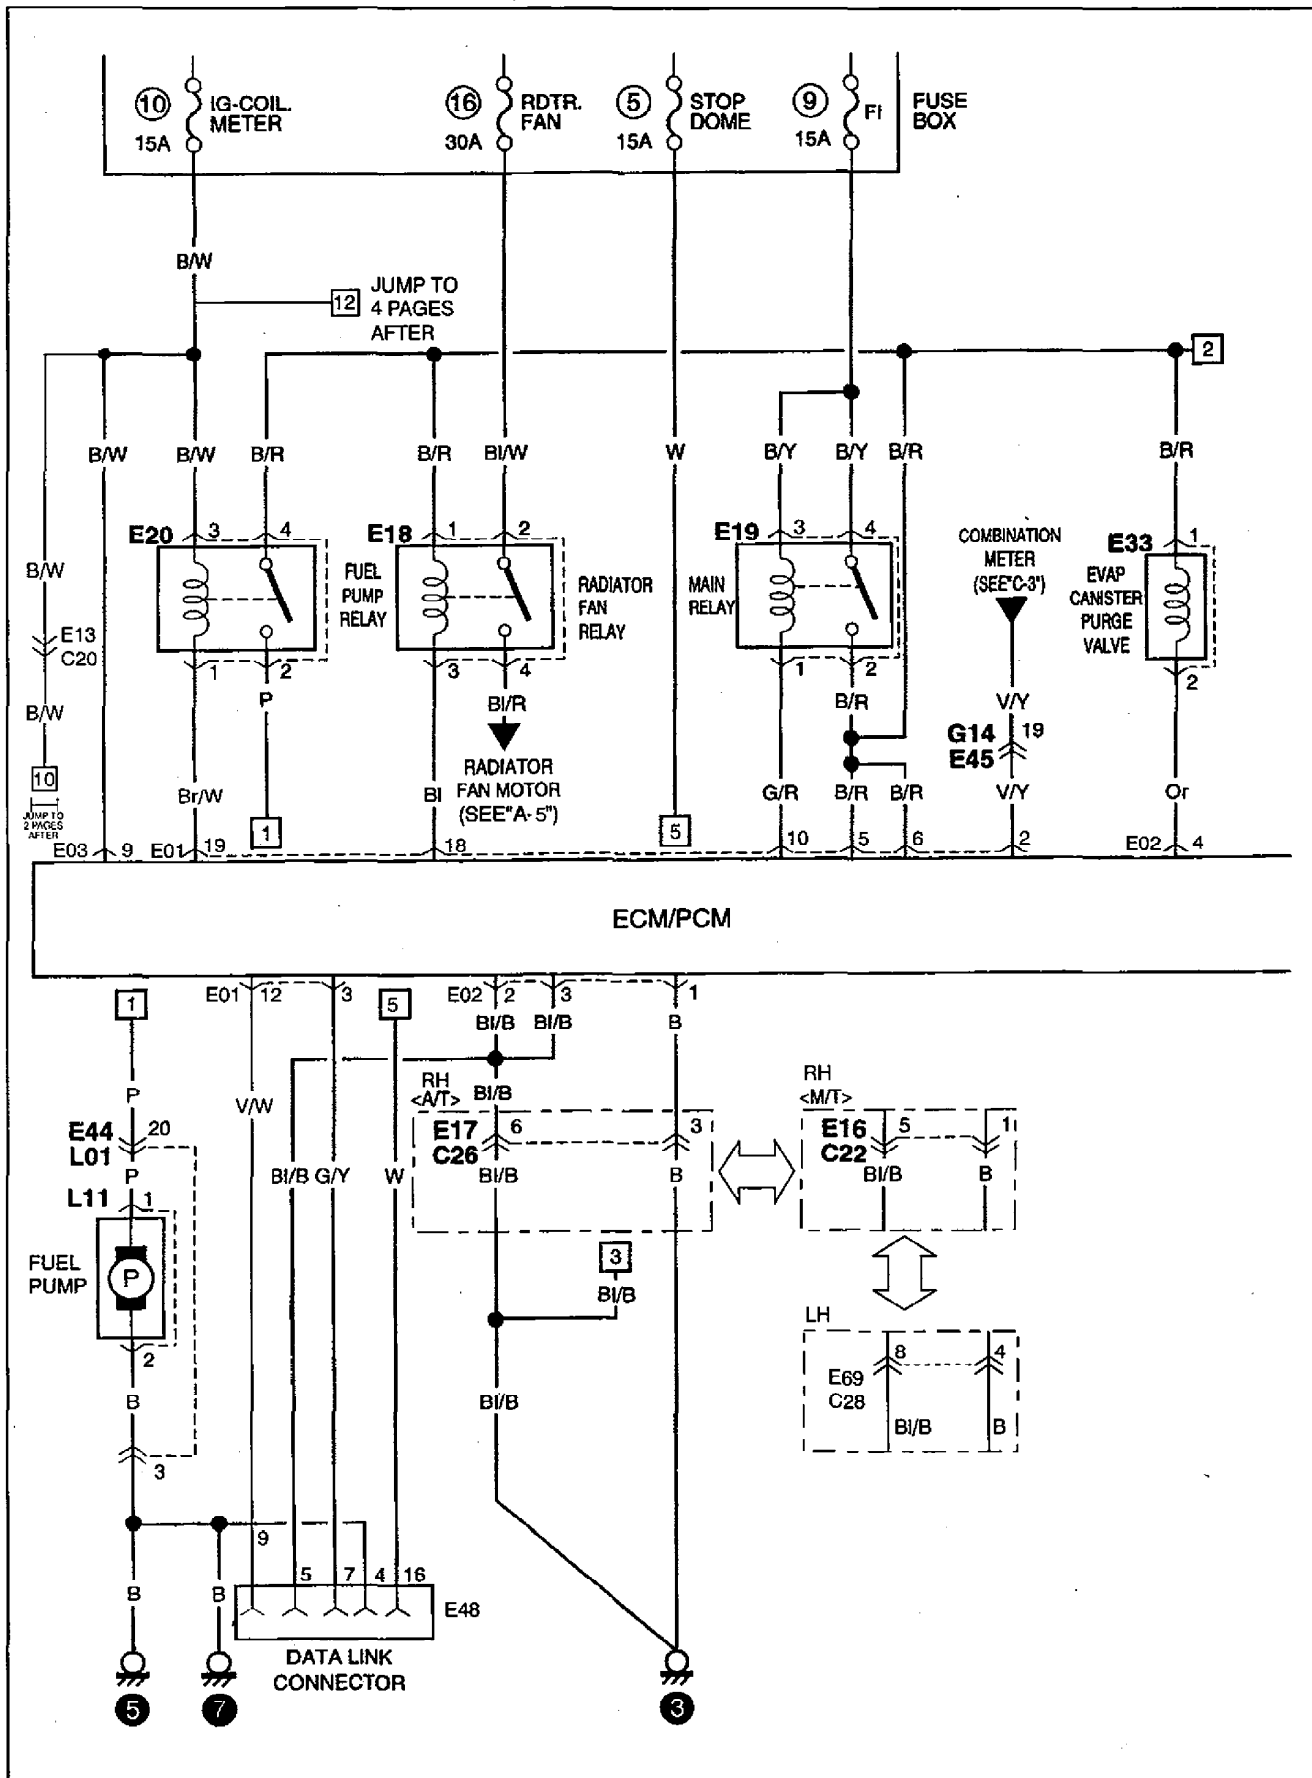 10 IG-COIL. METER 15A
16 RDTR. FAN 30A
5 STOP DOME 15A
9 FI 15A
FUSE BOX
B/W
12 JUMP TO
4 PAGES
AFTER
2
B/W B/W B/R B/R Bl/W W B/Y B/Y B/R B/R
E20 3 4
E18 1 2
E19 3 4
COMBINATION
METER
(SEE"C-3")
E33 1
FUEL
PUMP
RELAY
RADIATOR
FAN
RELAY
MAIN
RELAY
EVAP
CANISTER
PURGE
VALVE
B/W
E13
C20
1 2
3 4
1 2
2
P
Bl/R
B/R
V/Y
B/W
G14 19
E45
RADIATOR
FAN MOTOR
(SEE"A-5")
10
JUMP TO
2 PAGES
AFTER
Br/W Bl G/R B/R B/R V/Y Or
1
5
E03 9 E01 19 18 10 5 6 2 E02 4
ECM/PCM
1
E01 12 3
5
E02 2 3 1
Bl/B Bl/B B
P
V/W
RH
<A/T>
Bl/B
RH
<M/T>
E44 20
L01
E17 6 3
C26
E16 5 1
C22
P
Bl/B G/Y W Bl/B B Bl/B B
L11 1
FUEL
PUMP
P
3
Bl/B
LH
2
8 4
E69
C28
B
Bl/B
Bl/B B
3
9
5 7 4 16
B B
E48
DATA LINK
CONNECTOR
5 7 3